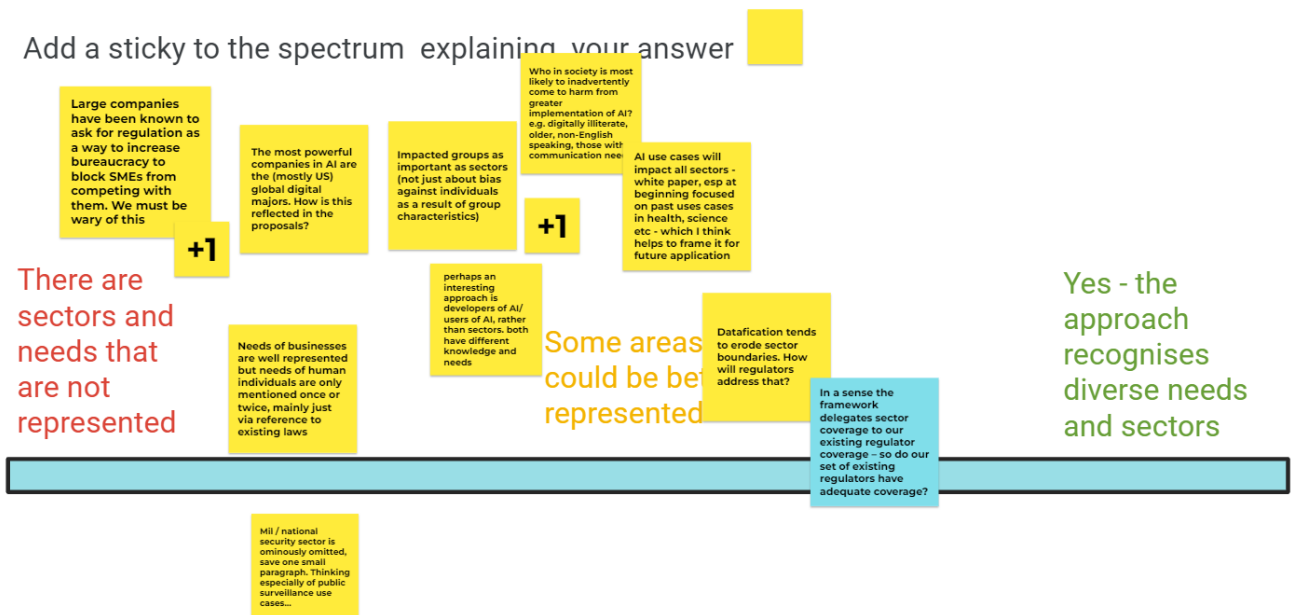 Add a sticky to the spectrum explaining your answer
Large companies
have been known to
ask for regulation as
a way to increase
bureaucracy to
block SMEs from
competing with
them. We must be
wary of this
+1
The most powerful
companies in AI are
the (mostly US)
global digital
majors. How is this
reflected in the
proposals?
Impacted groups as
important as sectors
(not just about bias
against individuals
as a result of group
characteristics)
+1
Who in society is most
likely to inadvertently
come to harm from
greater
implementation of AI?
e.g. digitally illiterate,
older, non-English
speaking, those with
communication
AI use cases will
impact all sectors -
white paper, esp at
beginning focused
on past uses cases
in health, science
etc - which I think
helps to frame it for
future application
There are
sectors and
needs that
are not
represented
Needs of businesses
are well represented
but needs of human
individuals are only
mentioned once or
twice, mainly just
via reference to
existing laws
perhaps an
interesting
approach is
developers of AI/
users of AI, rather
than sectors. both
have different
knowledge and
needs
Some areas
could be
represented
Datafication tends
to erode sector
boundaries. How
will regulators
address that?
In a sense the
framework
delegates sector
coverage to our
existing regulator
coverage – so do our
set of existing
regulators have
adequate coverage?
Yes - the
approach
recognises
diverse needs
and sectors
Mil / national
security sector is
ominously omitted,
save one small
paragraph. Thinking
especially of public
surveillance use
cases...